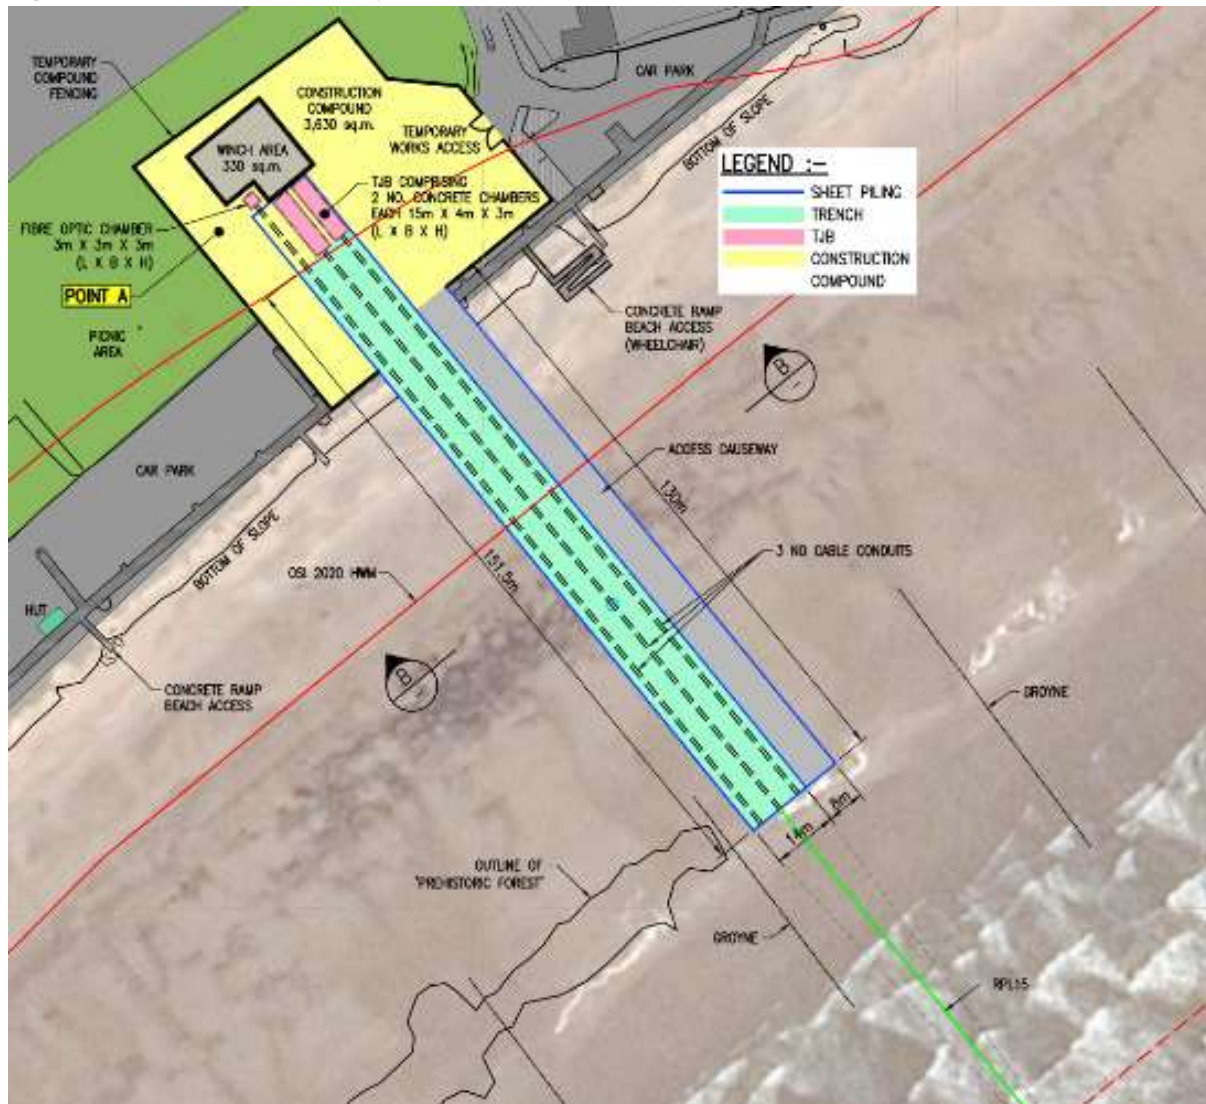 TEMPORARY
COMPOUND
FENCING
CONSTRUCTION
COMPOUND
3,630 sq.m.
CAR PARK
TEMPORARY
WORKS ACCESS
BOTTOM OF SLOPE
WINCH AREA
330 sq.m.
TJB COMPRISING
2 NO. CONCRETE CHAMBERS
EACH 15m X 4m X 3m
(L X B X H)
LEGEND :-
SHEET PILING
TRENCH
TJB
CONSTRUCTION
COMPOUND
FIBRE OPTIC CHAMBER
3m X 3m X 3m
(L X B X H)
POINT A
PICNIC
AREA
CONCRETE RAMP
BEACH ACCESS
(WHEELCHAIR)
B
CAR PARK
ACCESS CAUSEWAY
130m
BOTTOM OF SLOPE
3 NO CABLE CONDUITS
151.5m
OSI 2020 HWM
HUT
B
CONCRETE RAMP
BEACH ACCESS
GROYNE
8m
14m
OUTLINE OF
'PREHISTORIC FOREST'
GROYNE
RPL15